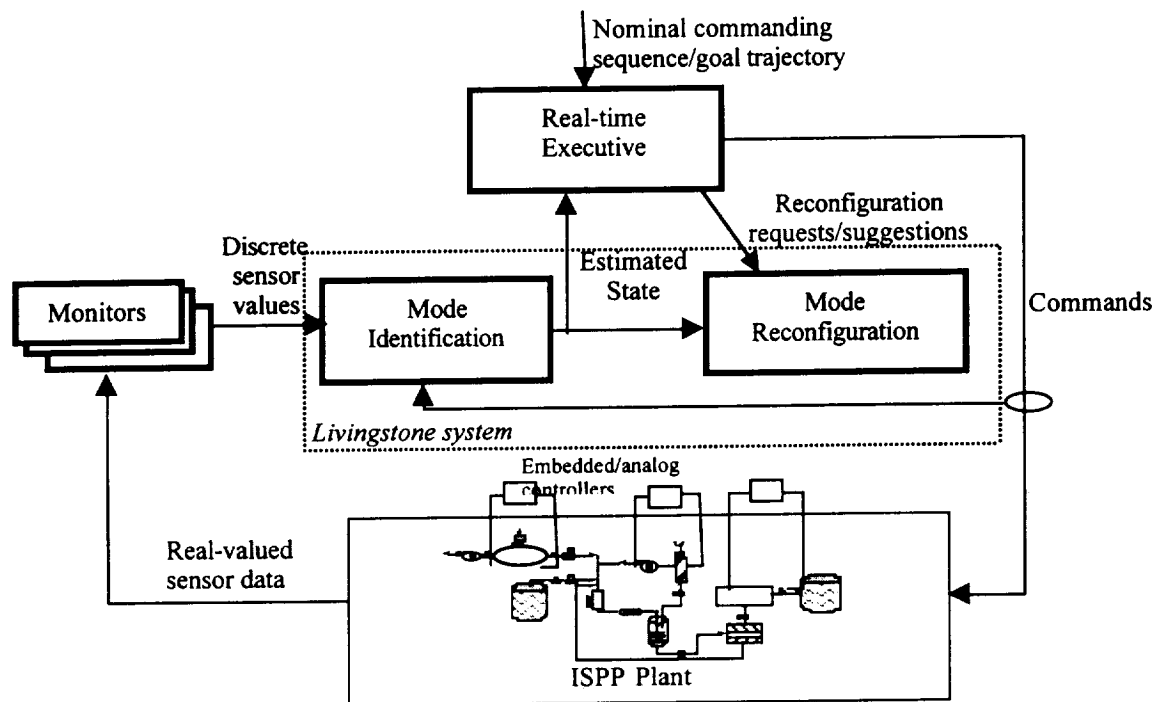 Nominal commanding
sequence/goal trajectory
Real-time
Executive
Reconfiguration
requests/suggestions
Discrete
sensor
values
Estimated
State
Monitors
Mode
Identification
Mode
Reconfiguration
Commands
Livingstone system
Embedded/analog
controllers
Real-valued
sensor data
ISPP Plant